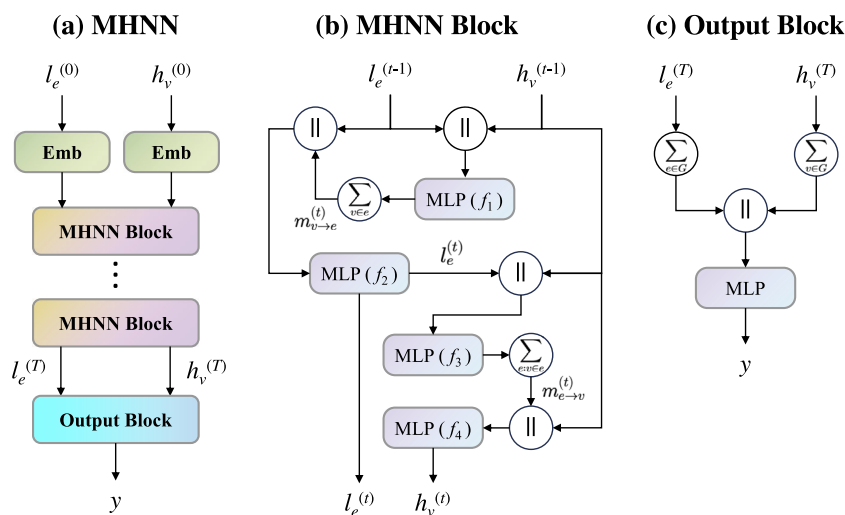 (a) MHNN
l_e^(0) h_v^(0)
Emb Emb
MHNN Block
⋮
MHNN Block
l_e^(T) h_v^(T)
Output Block
y
(b) MHNN Block
l_e^(t-1) h_v^(t-1)
|| ||
∑_{v∈e} MLP (f_1)
m_{v→e}^(t)
MLP (f_2) l_e^(t) ||
MLP (f_3) ∑_{e:v∈e}
m_{e→v}^(t)
MLP (f_4) ||
l_e^(t) h_v^(t)
(c) Output Block
l_e^(T) h_v^(T)
∑_{e∈G} ∑_{v∈G}
||
MLP
y